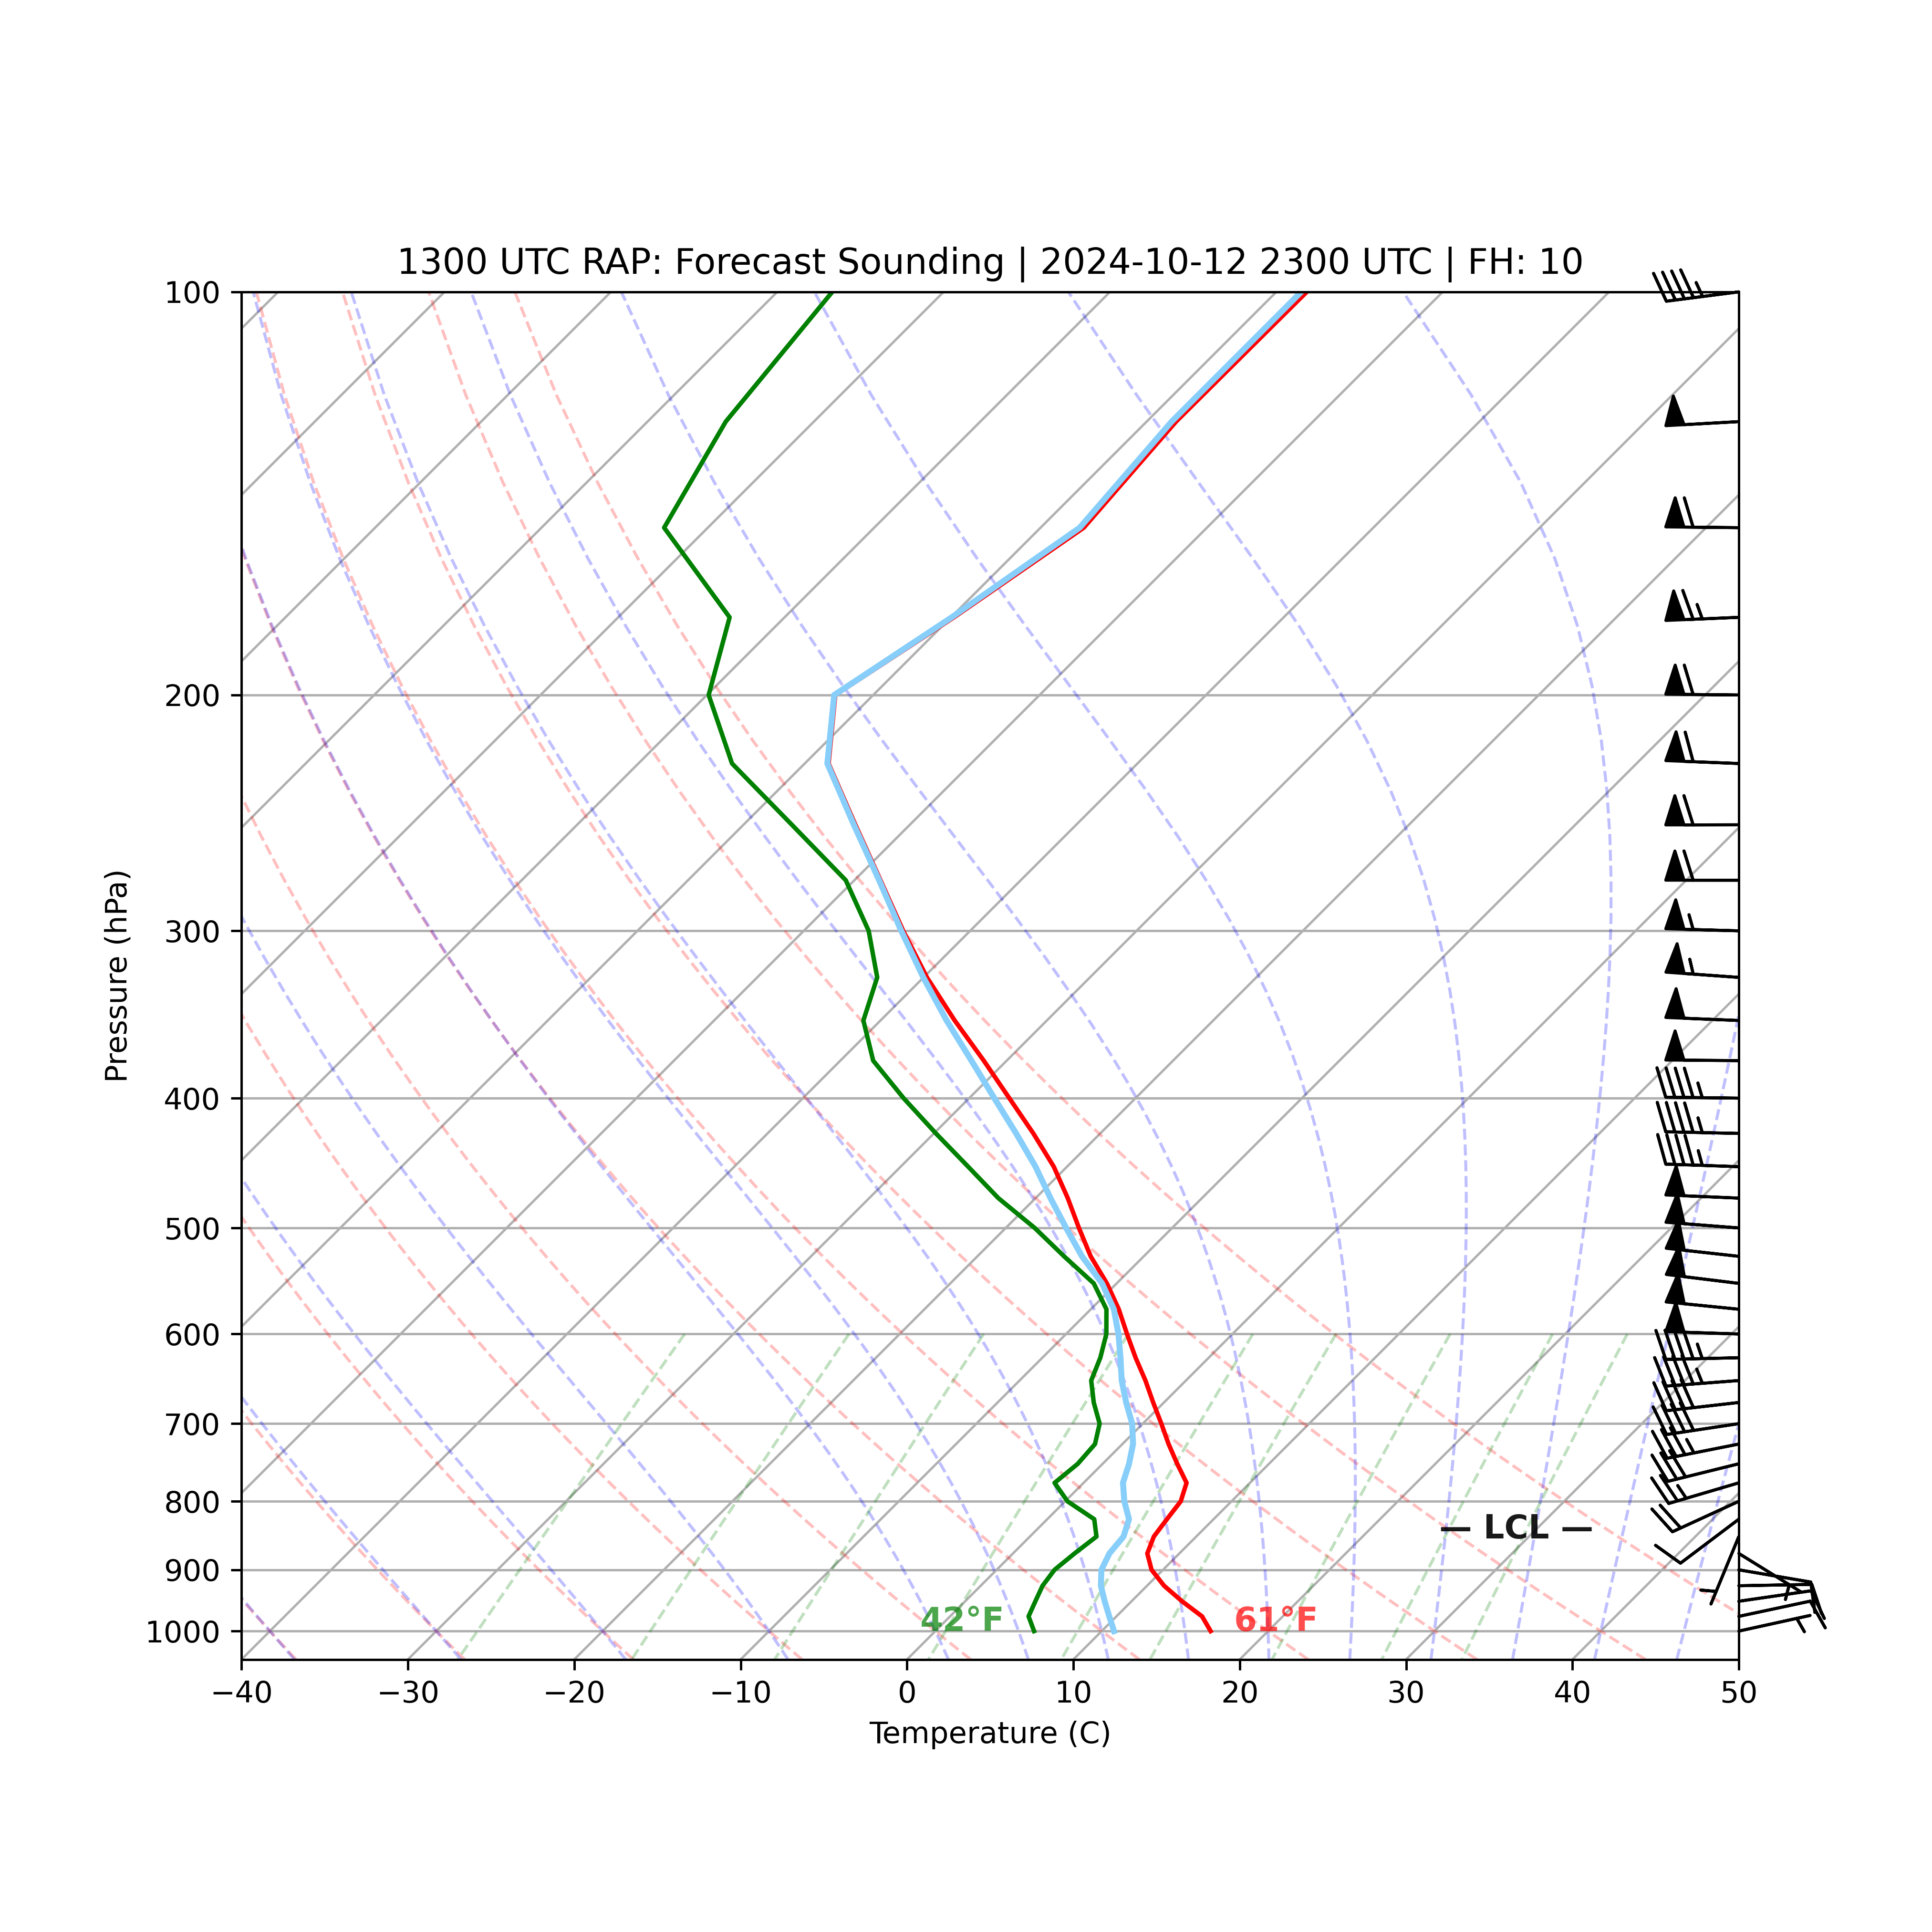 1300 UTC RAP: Forecast Sounding | 2024-10-12 2300 UTC | FH: 10
100
200
300
400
500
600
700
800
900
1000
Pressure (hPa)
— LCL —
42°F
61°F
−40 −30 −20 −10 0 10 20 30 40 50
Temperature (C)